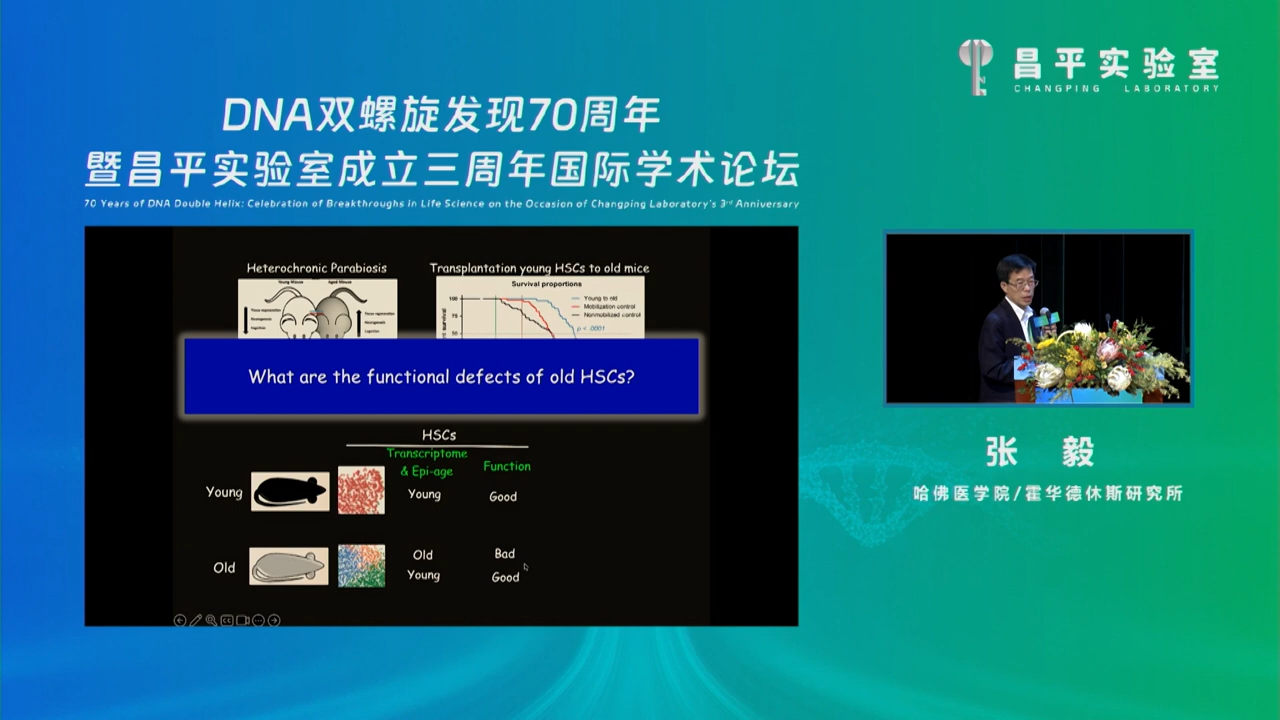 昌平实验室
CHANGPING LABORATORY
DNA双螺旋发现70周年
暨昌平实验室成立三周年国际学术论坛
70 Years of DNA Double Helix: Celebration of Breakthroughs in Life Science on the Occasion of Changping Laboratory's 3rd Anniversary
Heterochronic Parabiosis
Transplantation young HSCs to old mice
Young Mouse
Aged Mouse
Survival proportions
Young to old
Mobilization control
Nonmobilized control
p < .0001
100
75
50
What are the functional defects of old HSCs?
HSCs
Transcriptome
& Epi-age
Function
Young
Young
Good
Old
Old
Bad
Young
Good
张 毅
哈佛医学院/霍华德休斯研究所